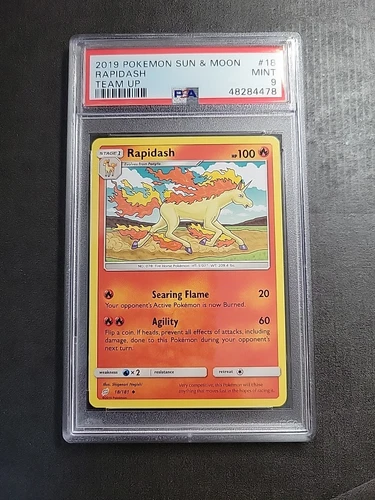 2019 POKEMON SUN & MOON #18
RAPIDASH MINT
TEAM UP 9
PSA 48284478
STAGE 1 Rapidash HP 100
Evolves from Ponyta
Searing Flame 20
Your opponent's Active Pokémon is now Burned.
Agility 60
Flip a coin. If heads, prevent all effects of attacks, including
damage, done to this Pokémon during your opponent's
next turn.
weakness ×2 resistance retreat
18/181